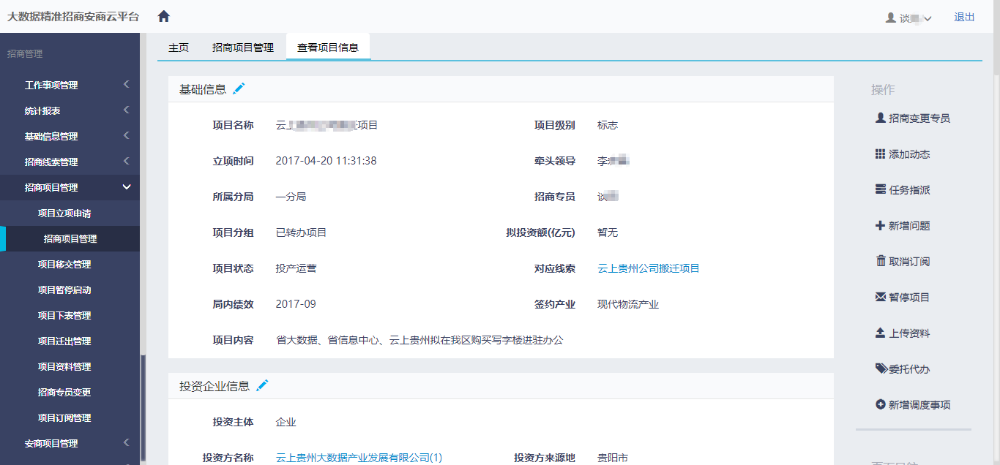 大数据精准招商安商云平台
谈
退出
招商管理
工作事项管理
统计报表
基础信息管理
招商线索管理
招商项目管理
项目立项申请
招商项目管理
项目移交管理
项目暂停启动
项目下表管理
项目迁出管理
项目资料管理
招商专员变更
项目订阅管理
安商项目管理
主页 招商项目管理 查看项目信息
基础信息
项目名称 云上 项目 项目级别 标志
立项时间 2017-04-20 11:31:38 牵头领导 李
所属分局 一分局 招商专员 谈
项目分组 已转办项目 拟投资额(亿元) 暂无
项目状态 投产运营 对应线索 云上贵州公司搬迁项目
局内绩效 2017-09 签约产业 现代物流产业
项目内容 省大数据、省信息中心、云上贵州拟在我区购买写字楼进驻办公
投资企业信息
投资主体 企业
投资方名称 云上贵州大数据产业发展有限公司(1) 投资方来源地 贵阳市
操作
招商变更专员
添加动态
任务指派
新增问题
取消订阅
暂停项目
上传资料
委托代办
新增调度事项